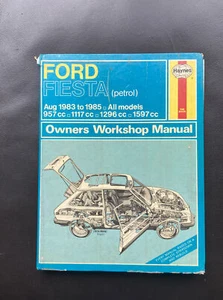 FORD
Haynes
FIESTA (petrol)
Aug 1983 to 1985 □ All models
957 cc □ 1117 cc □ 1296 cc □ 1597 cc
Owners Workshop Manual